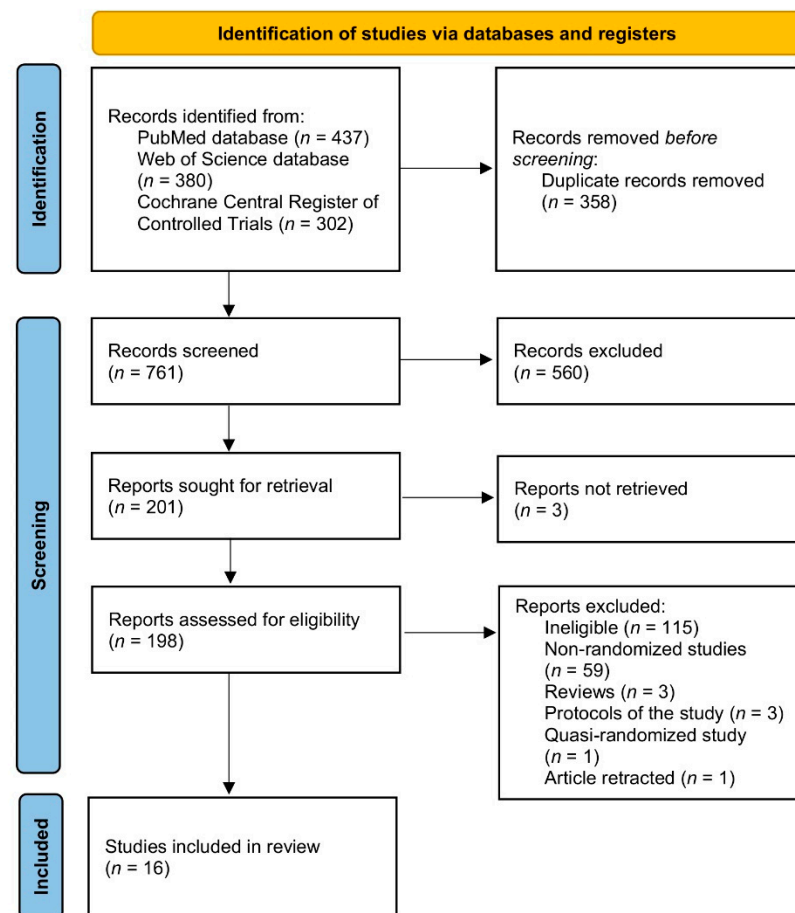 Identification of studies via databases and registers
Identification
Records identified from:
PubMed database (n = 437)
Web of Science database
(n = 380)
Cochrane Central Register of
Controlled Trials (n = 302)
Records removed before
screening:
Duplicate records removed
(n = 358)
Screening
Records screened
(n = 761)
Records excluded
(n = 560)
Reports sought for retrieval
(n = 201)
Reports not retrieved
(n = 3)
Reports assessed for eligibility
(n = 198)
Reports excluded:
Ineligible (n = 115)
Non-randomized studies
(n = 59)
Reviews (n = 3)
Protocols of the study (n = 3)
Quasi-randomized study
(n = 1)
Article retracted (n = 1)
Included
Studies included in review
(n = 16)